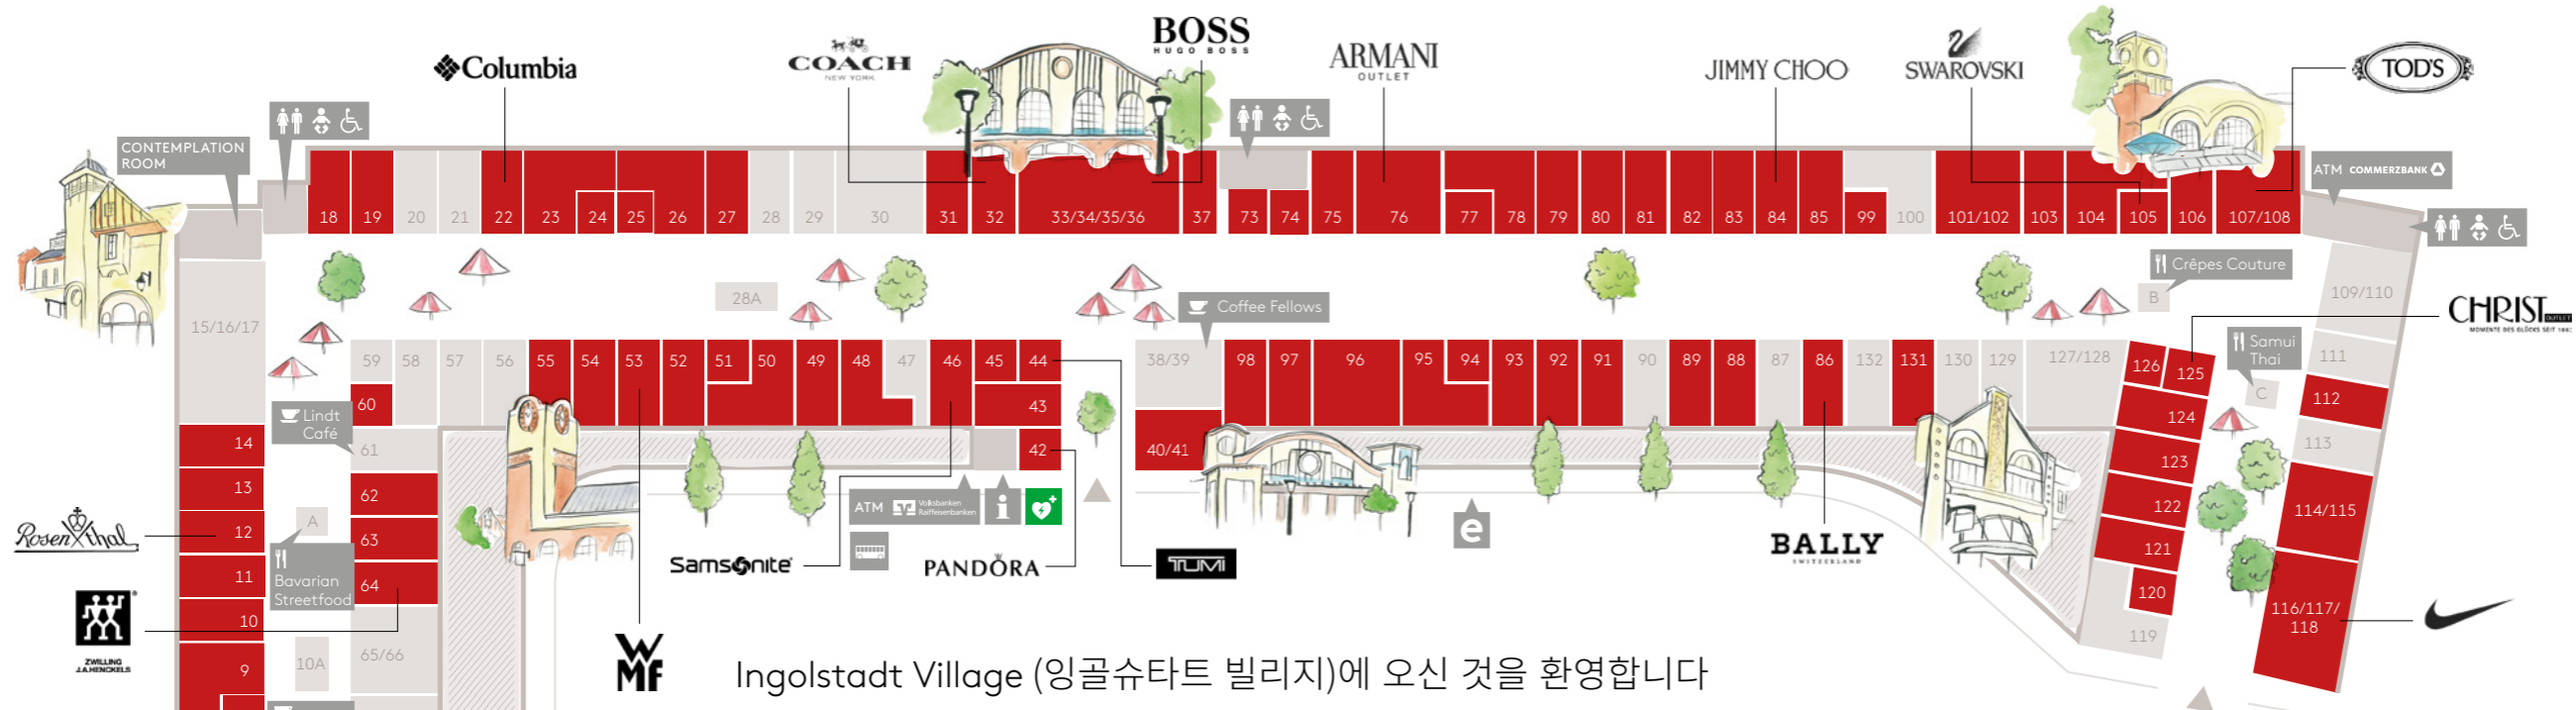 BOSS
HUGO BOSS
Columbia
COACH
NEW YORK
ARMANI
OUTLET
JIMMY CHOO
SWAROVSKI
TOD'S
CONTEMPLATION
ROOM
ATM COMMERZBANK
18 19 20 21 22 23 24 25 26 27 28 29 30 31 32 33/34/35/36 37 73 74 75 76 77 78 79 80 81 82 83 84 85 99 100 101/102 103 104 105 106 107/108
Crêpes Couture
B
28A
Coffee Fellows
109/110
CHRIST OUTLET
MOMENTE DES GLÜCKS SEIT 1863
15/16/17
Samui
Thai
59 58 57 56 55 54 53 52 51 50 49 48 47 46 45 44 38/39 98 97 96 95 94 93 92 91 90 89 88 87 86 132 131 130 129 127/128 126 125
111
C
60
43
112
Lindt
Café
124
14
61
42
40/41
113
123
13
62
122
114/115
ATM Volksbanken
Raiffeisenbanken
i
e
Rosenthal
12
A
63
121
BALLY
SWITZERLAND
Samsonite
PANDORA
TUMI
11
Bavarian
Streetfood
64
120
10
116/117/
118
119
ZWILLING
J.A.HENCKELS
10A
65/66
9
WMF
Ingolstadt Village (잉골슈타트 빌리지)에 오신 것을 환영합니다